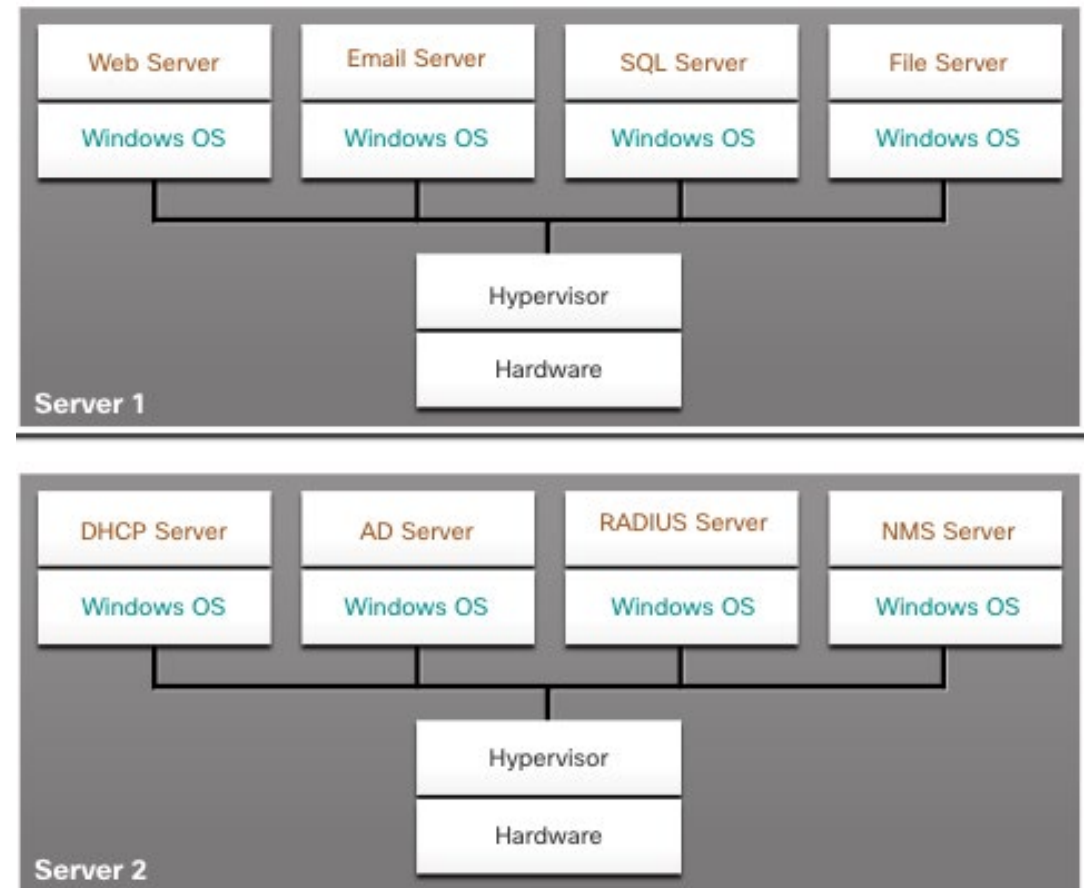 Web Server
Email Server
SQL Server
File Server
Windows OS
Windows OS
Windows OS
Windows OS
Hypervisor
Hardware
Server 1
DHCP Server
AD Server
RADIUS Server
NMS Server
Windows OS
Windows OS
Windows OS
Windows OS
Hypervisor
Hardware
Server 2